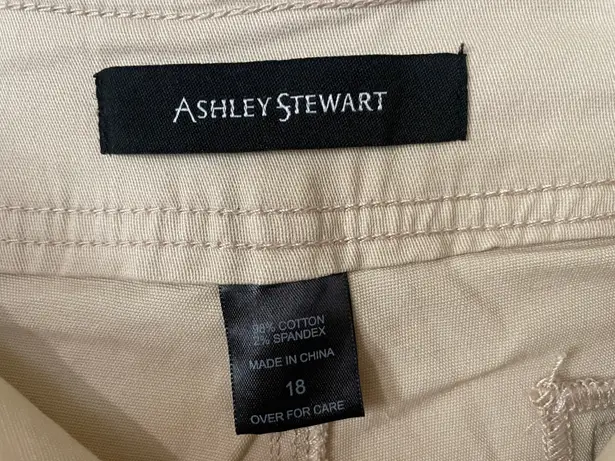 ASHLEY STEWART
98% COTTON
2% SPANDEX
MADE IN CHINA
18
OVER FOR CARE